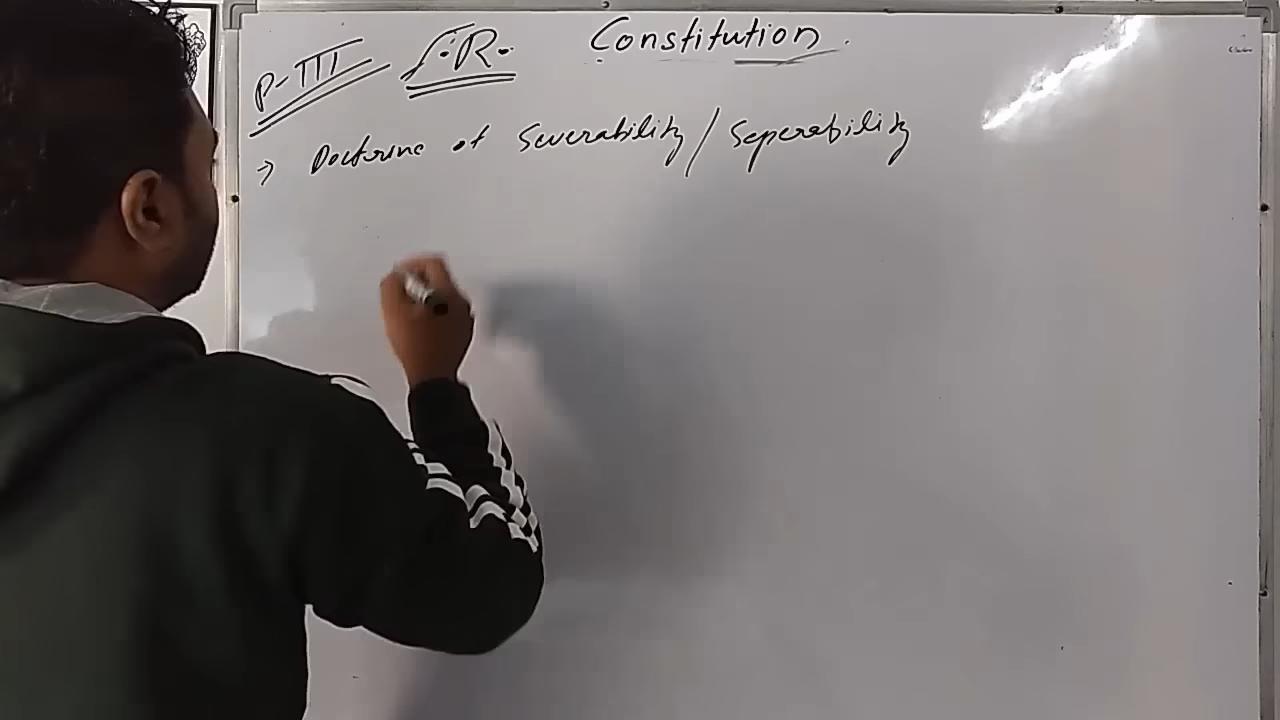 P-III F.R. Constitution.
→ Doctrine of Severability/Seperability